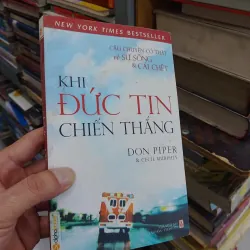 NEW YORK TIMES BESTSELLER
CÂU CHUYỆN CÓ THẬT
về SỰ SỐNG
& CÁI CHẾT
KHI
ĐỨC TIN
CHIẾN THẮNG
DON PIPER
& CECIL MURPHEY